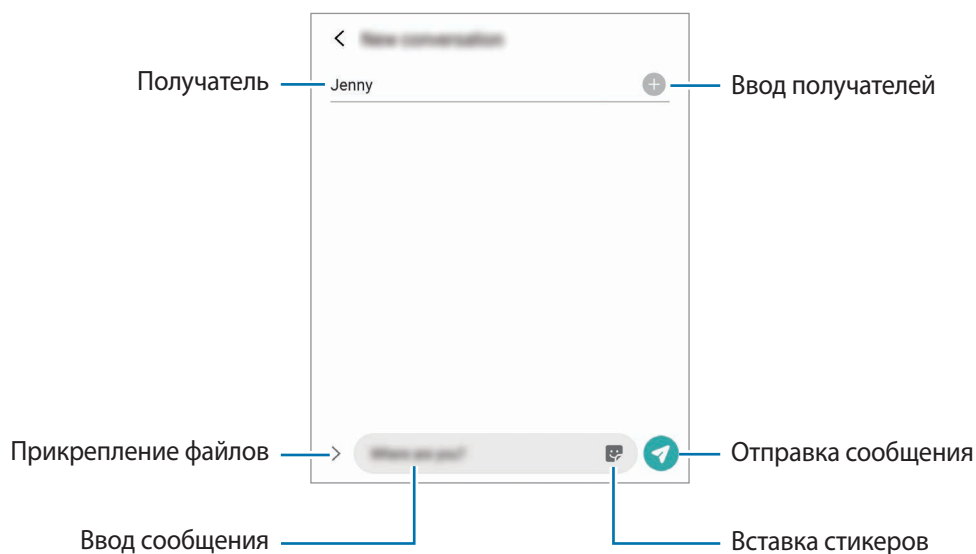 Получатель
Jenny
Ввод получателей
Прикрепление файлов
Отправка сообщения
Ввод сообщения
Вставка стикеров